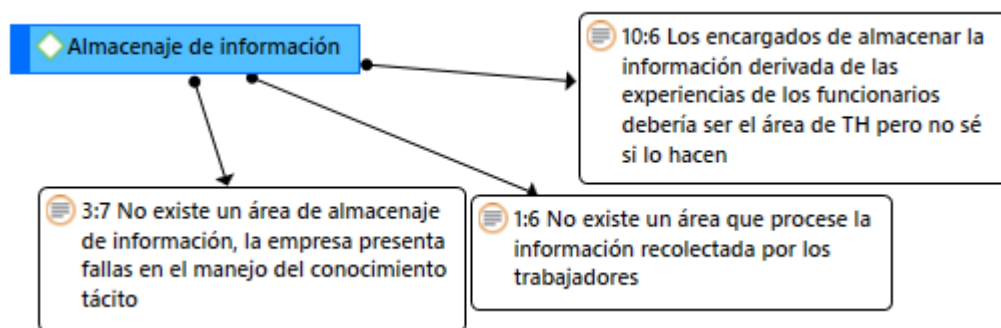 Almacenaje de información
10:6 Los encargados de almacenar la
información derivada de las
experiencias de los funcionarios
debería ser el área de TH pero no sé
si lo hacen
3:7 No existe un área de almacenaje
de información, la empresa presenta
fallas en el manejo del conocimiento
tácito
1:6 No existe un área que procese la
información recolectada por los
trabajadores